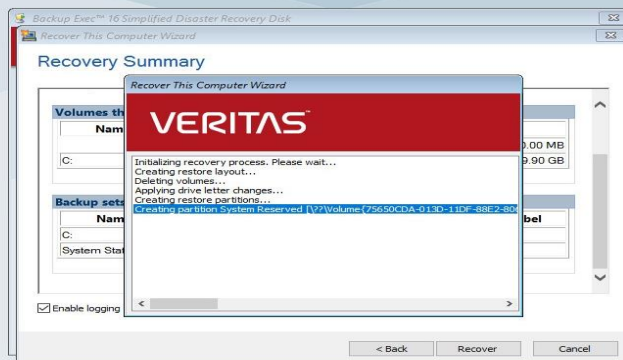 Backup Exec™ 16 Simplified Disaster Recovery Disk
Recover This Computer Wizard
Recovery Summary
Recover This Computer Wizard
VERITAS
Volumes th
Nam
0.00 MB
C:
9.90 GB
Initializing recovery process. Please wait...
Creating restore layout...
Deleting volumes...
Applying drive letter changes...
Creating restore partitions...
Creating partition System Reserved [\??\Volume{75650CDA-013D-11DF-88E2-806
Backup sets
Nam
bel
C:
System Stat
Enable logging
< Back
Recover
Cancel